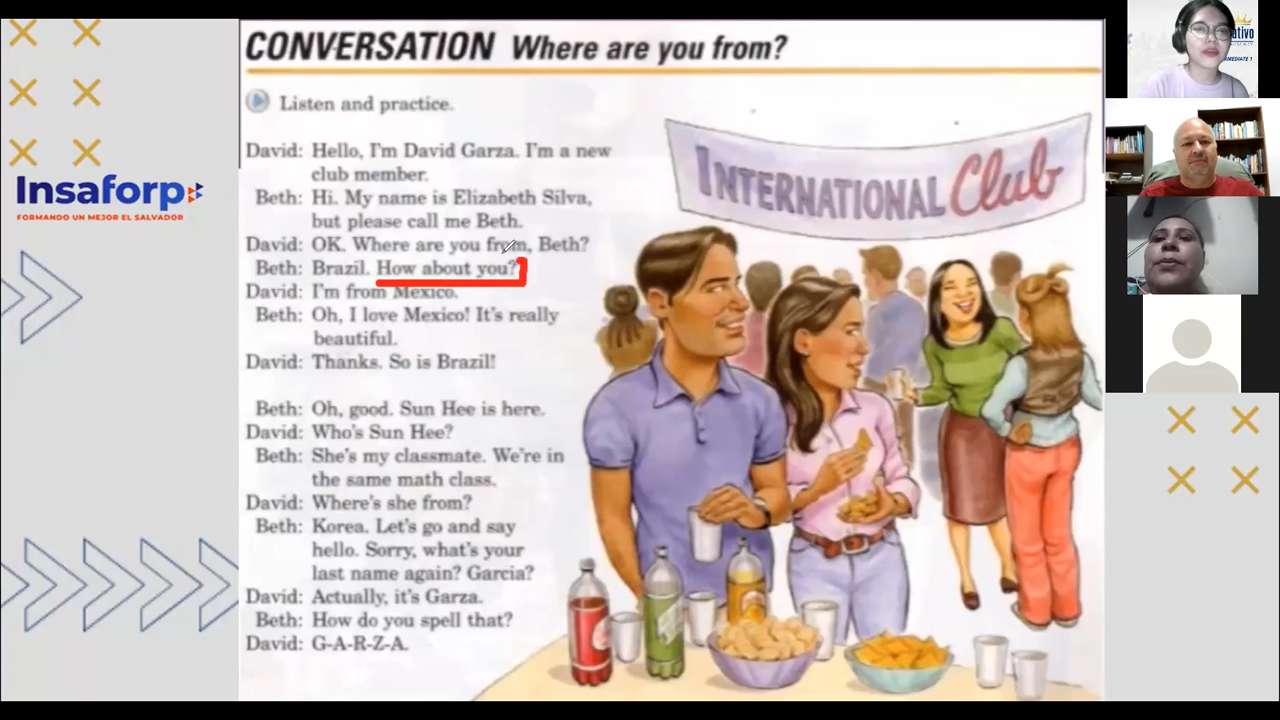 CONVERSATION Where are you from?
Listen and practice.
David: Hello, I'm David Garza. I'm a new
club member.
Beth: Hi. My name is Elizabeth Silva,
but please call me Beth.
David: OK. Where are you from, Beth?
Beth: Brazil. How about you?
David: I'm from Mexico.
Beth: Oh, I love Mexico! It's really
beautiful.
David: Thanks. So is Brazil!
Beth: Oh, good. Sun Hee is here.
David: Who's Sun Hee?
Beth: She's my classmate. We're in
the same math class.
David: Where's she from?
Beth: Korea. Let's go and say
hello. Sorry, what's your
last name again? Garcia?
David: Actually, it's Garza.
Beth: How do you spell that?
David: G-A-R-Z-A.
INTERNATIONAL Club
Insaforp
FORMANDO UN MEJOR EL SALVADOR